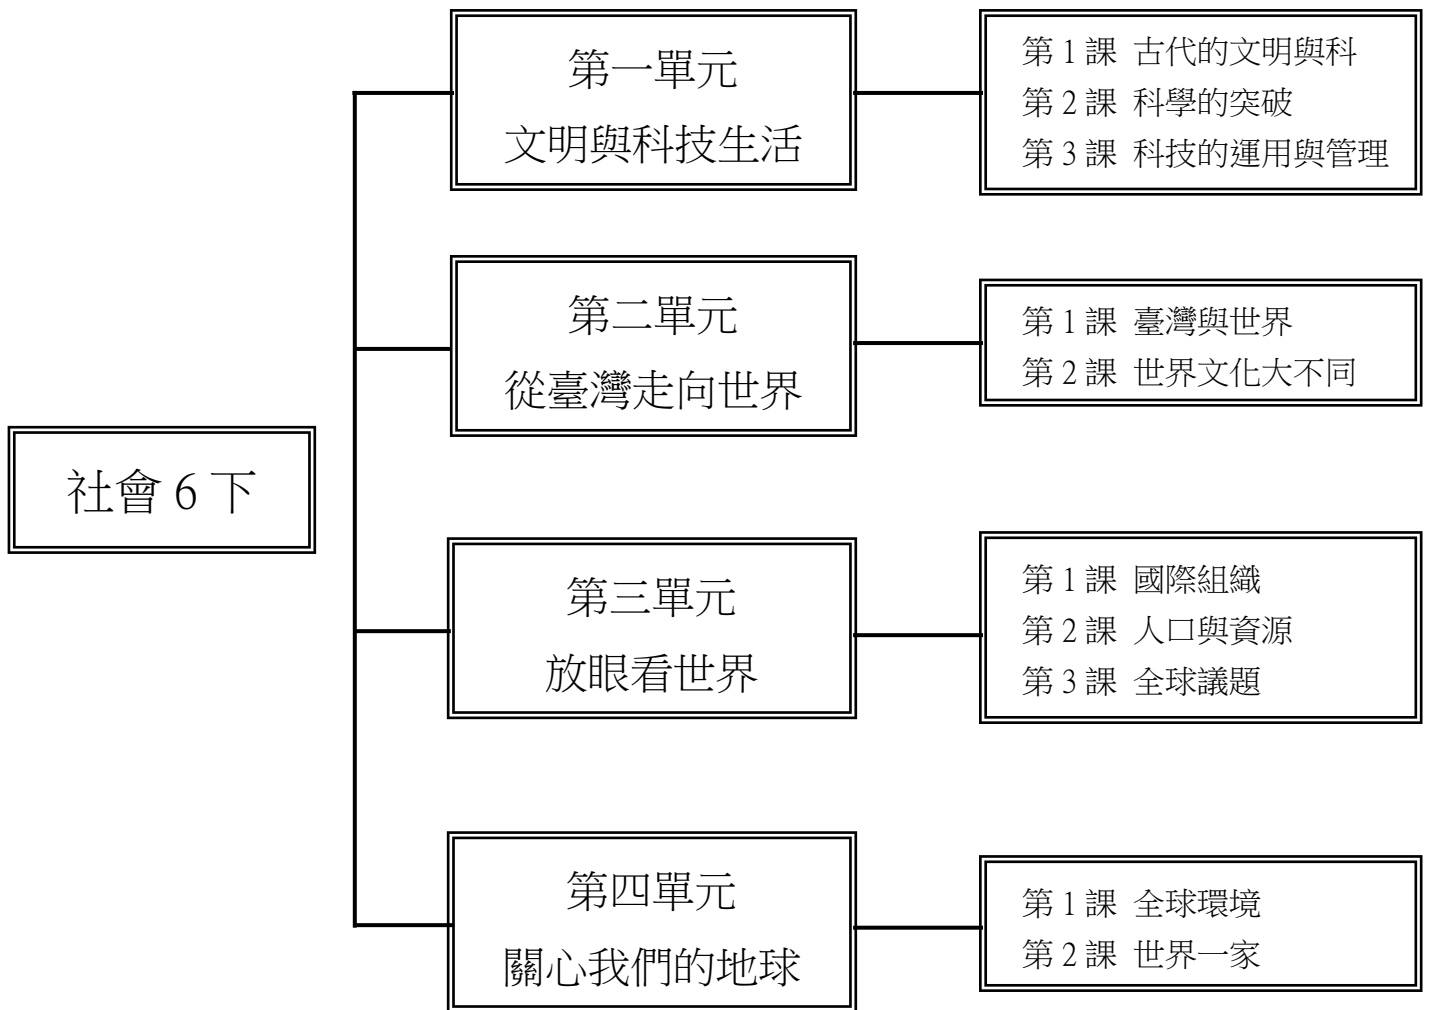 社會 6 下
第一單元
文明與科技生活
第 1 課 古代的文明與科
第 2 課 科學的突破
第 3 課 科技的運用與管理
第二單元
從臺灣走向世界
第 1 課 臺灣與世界
第 2 課 世界文化大不同
第三單元
放眼看世界
第 1 課 國際組織
第 2 課 人口與資源
第 3 課 全球議題
第四單元
關心我們的地球
第 1 課 全球環境
第 2 課 世界一家